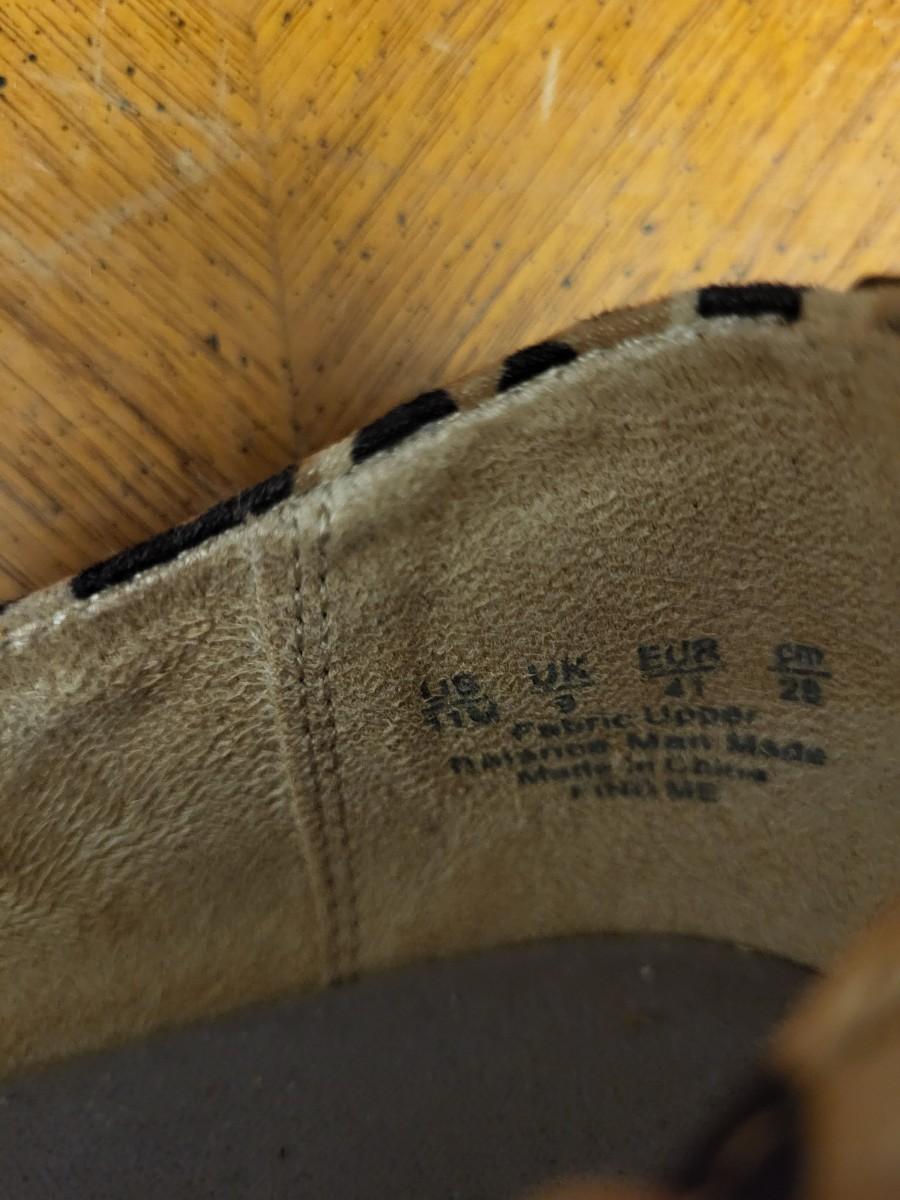 US UK EUR cm
11M 9 41 28
Fabric Upper
Balance Man Made
Made in China
FIND ME